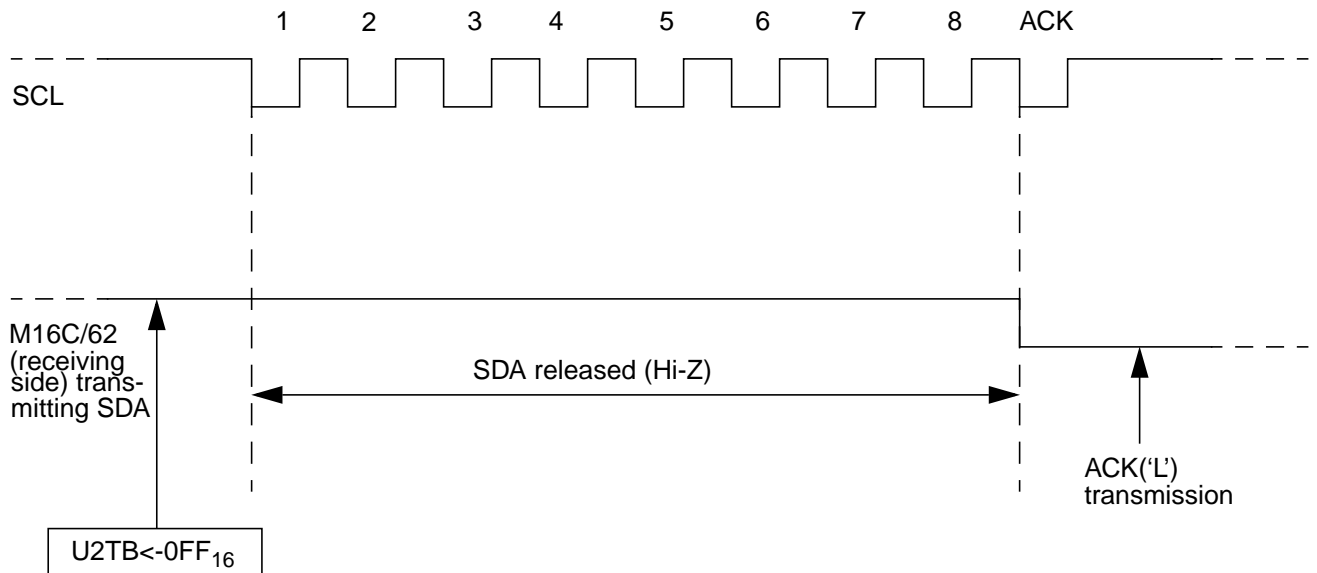 1 2 3 4 5 6 7 8 ACK
SCL
M16C/62
(receiving
side) trans-
mitting SDA
SDA released (Hi-Z)
ACK(‘L’)
transmission
U2TB<-0FF16